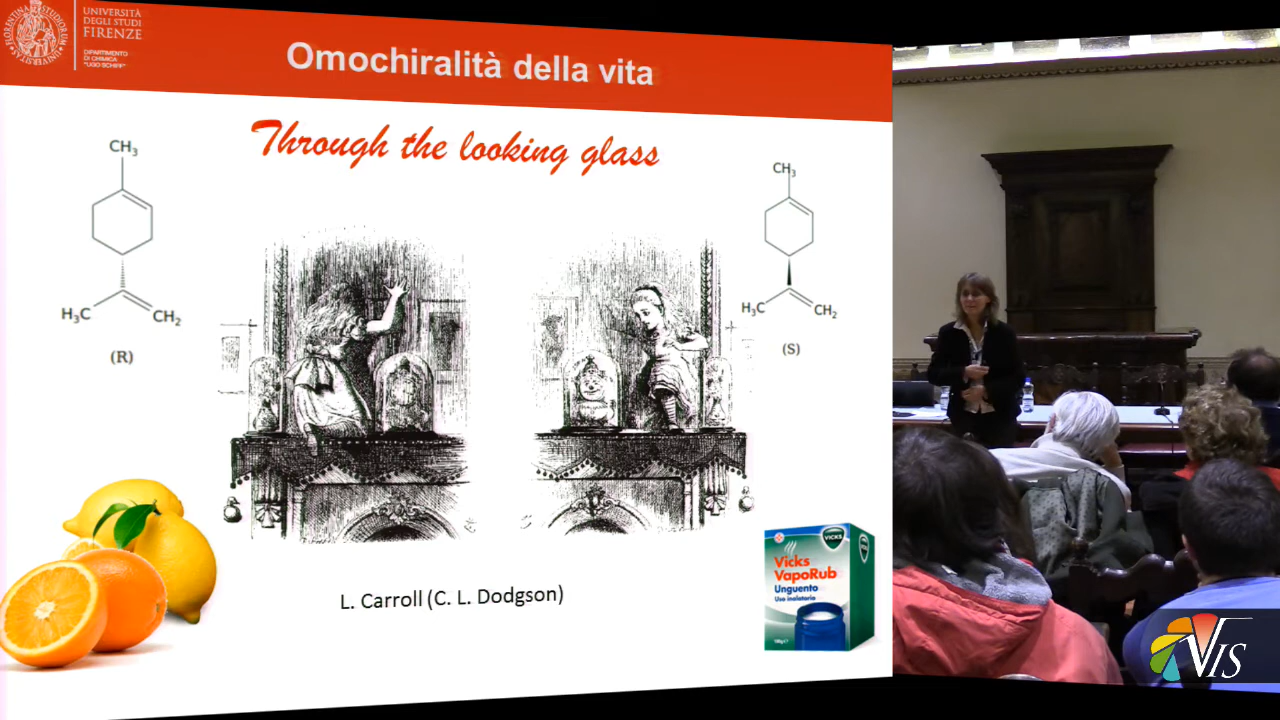 UNIVERSITÀ
DEGLI STUDI
FIRENZE
DIPARTIMENTO
DI CHIMICA
"UGO SCHIFF"
Omochiralità della vita
Through the looking glass
CH3
H3C
CH2
(R)
CH3
H3C
CH2
(S)
L. Carroll (C. L. Dodgson)
VICKS
Vicks
VapoRub
Unguento
Uso inalatorio
VIS